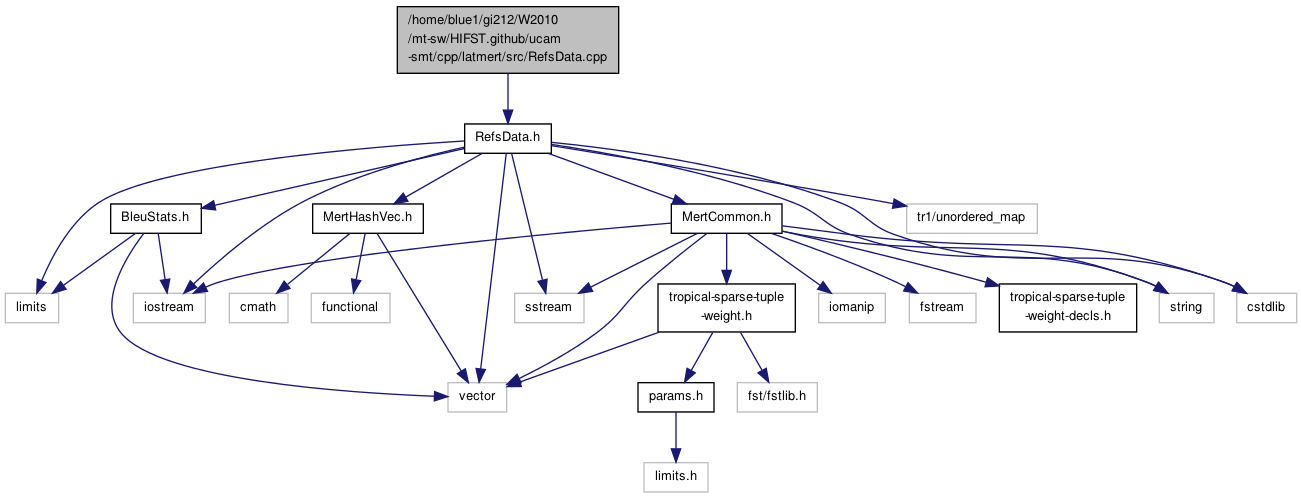 /home/blue1/gi212/W2010
/mt-sw/HIFST.github/ucam
-smt/cpp/latmert/src/RefsData.cpp
RefsData.h
BleuStats.h
MertHashVec.h
MertCommon.h
tr1/unordered_map
limits
iostream
cmath
functional
sstream
tropical-sparse-tuple
-weight.h
iomanip
fstream
tropical-sparse-tuple
-weight-decls.h
string
cstdlib
vector
params.h
fst/fstlib.h
limits.h